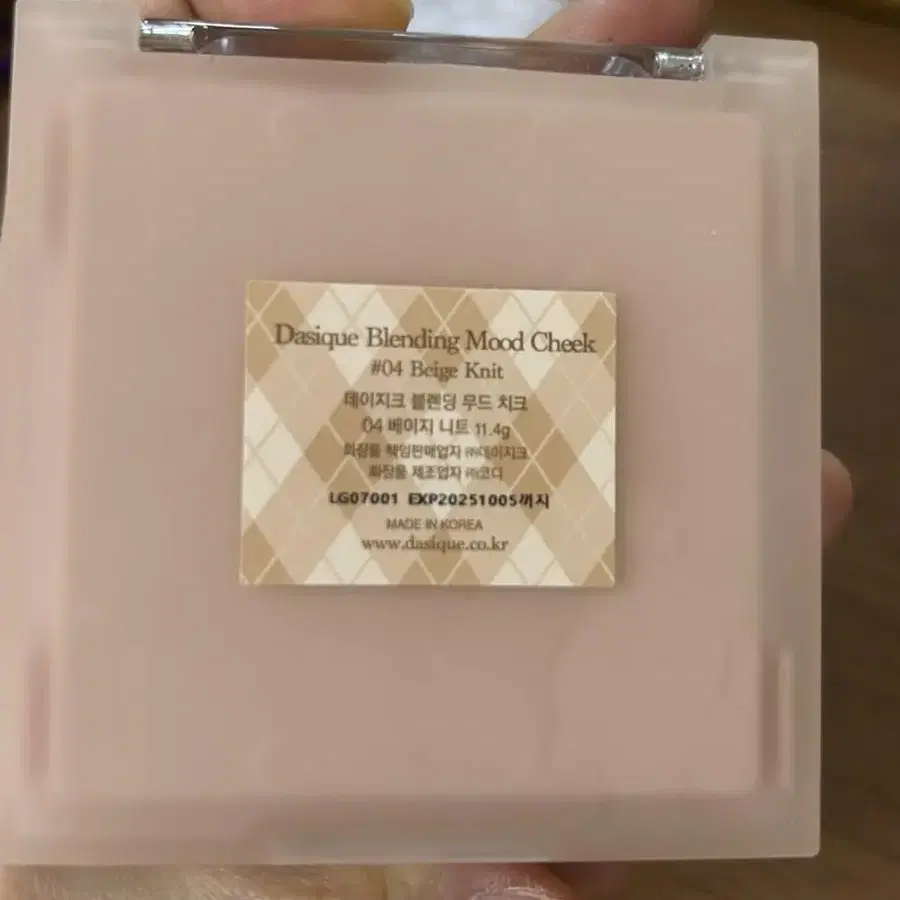 Dasique Blending Mood Cheek
#04 Beige Knit
데이지크 블렌딩 무드 치크
04 베이지 니트 11.4g
화장품 책임판매업자 ㈜데이지크
화장품 제조업자 ㈜코디
LG07001 EXP20251005까지
MADE IN KOREA
www.dasique.co.kr